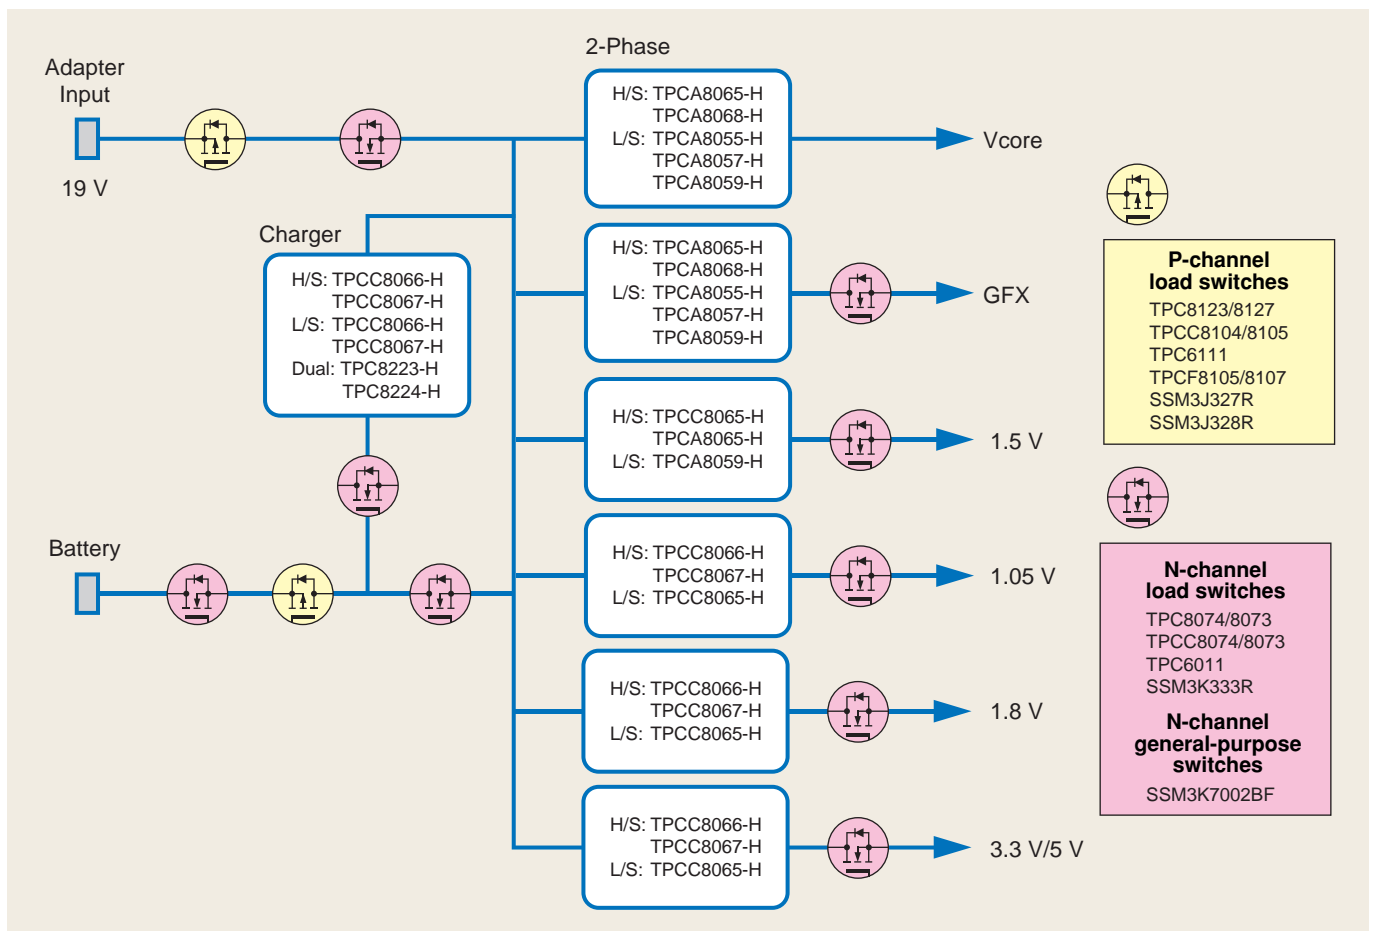 2-Phase
Adapter
Input
19 V
H/S: TPCA8065-H
TPCA8068-H
L/S: TPCA8055-H
TPCA8057-H
TPCA8059-H
Vcore
Charger
H/S: TPCC8066-H
TPCC8067-H
L/S: TPCC8066-H
TPCC8067-H
Dual: TPC8223-H
TPC8224-H
H/S: TPCA8065-H
TPCA8068-H
L/S: TPCA8055-H
TPCA8057-H
TPCA8059-H
GFX
H/S: TPCC8065-H
TPCA8065-H
L/S: TPCA8059-H
1.5 V
Battery
H/S: TPCC8066-H
TPCC8067-H
L/S: TPCC8065-H
1.05 V
H/S: TPCC8066-H
TPCC8067-H
L/S: TPCC8065-H
1.8 V
H/S: TPCC8066-H
TPCC8067-H
L/S: TPCC8065-H
3.3 V/5 V
P-channel
load switches
TPC8123/8127
TPCC8104/8105
TPC6111
TPCF8105/8107
SSM3J327R
SSM3J328R
N-channel
load switches
TPC8074/8073
TPCC8074/8073
TPC6011
SSM3K333R
N-channel
general-purpose
switches
SSM3K7002BF